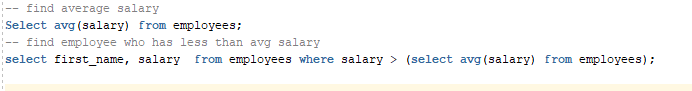 -- find average salary
Select avg(salary) from employees;
-- find employee who has less than avg salary
select first_name, salary  from employees where salary > (select avg(salary) from employees);